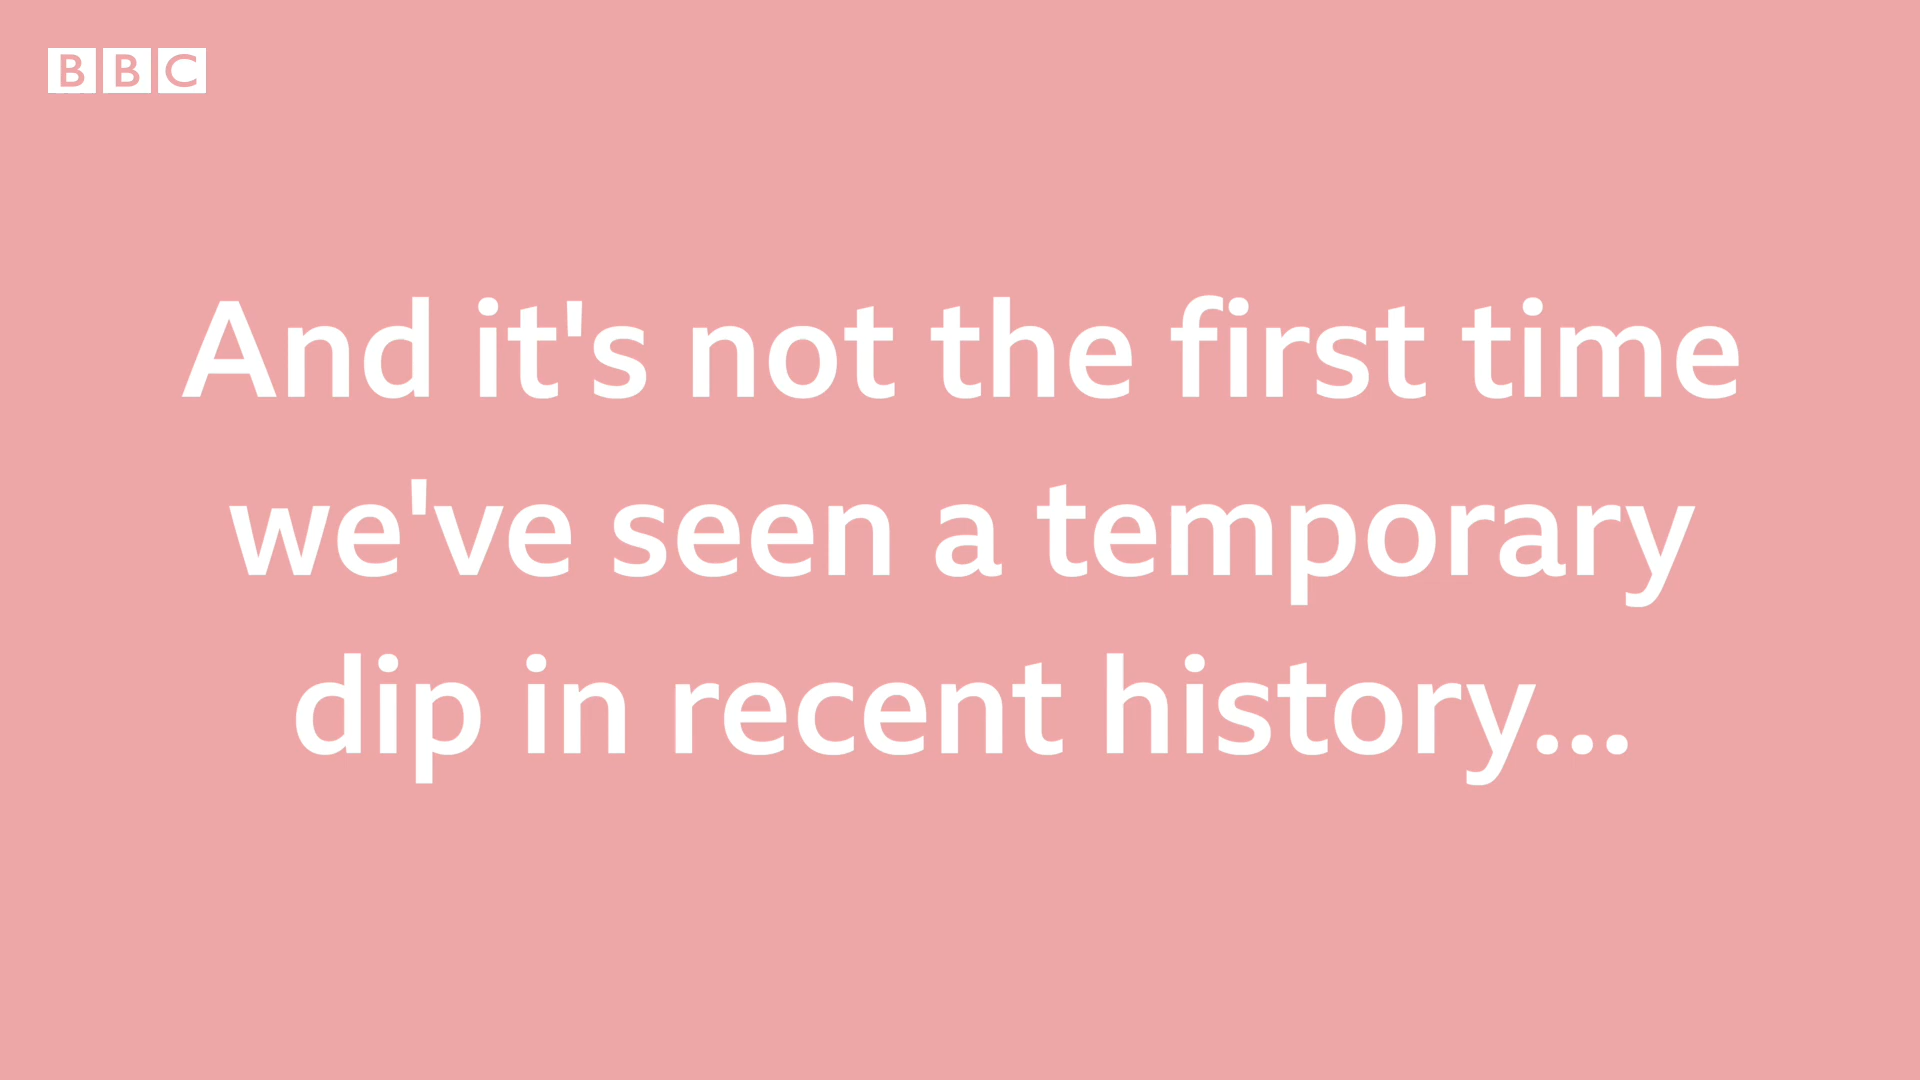 BBC
And it's not the first time
we've seen a temporary
dip in recent history...